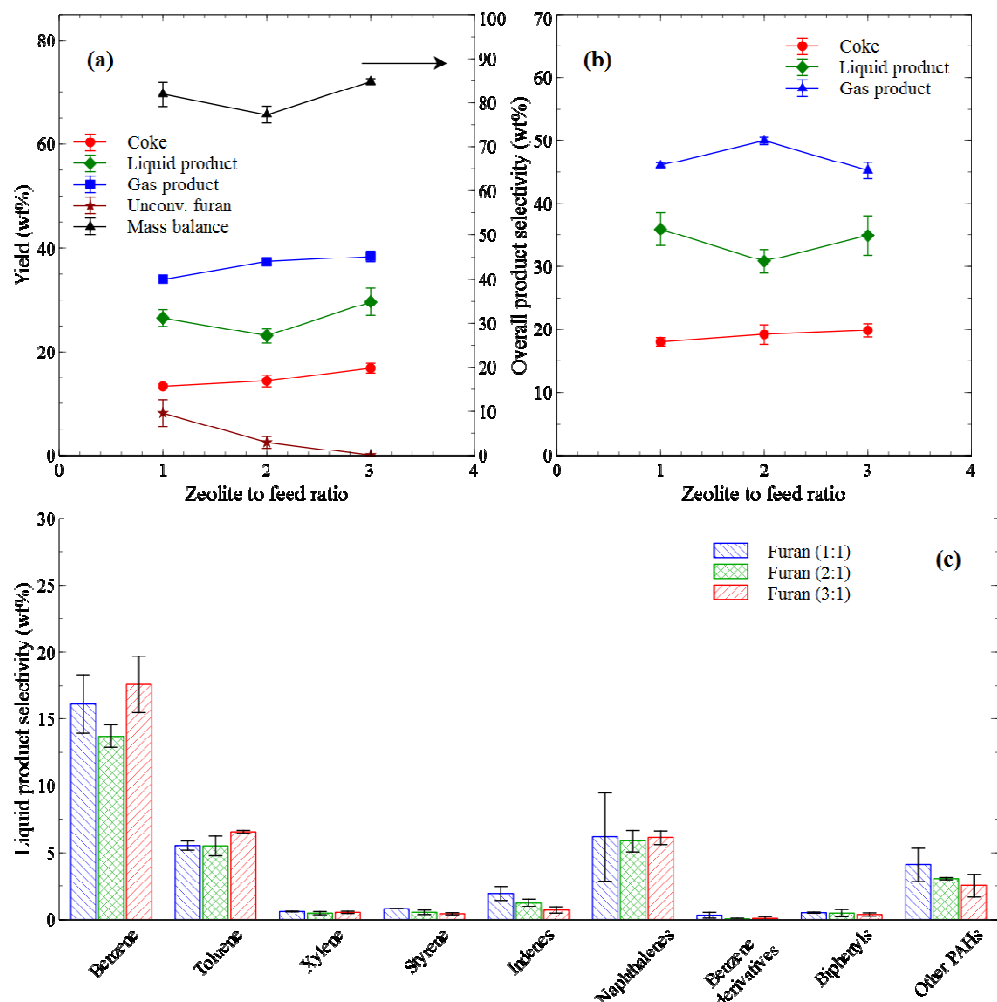 (a)
Coke
Liquid product
Gas product
Unconv. furan
Mass balance
Yield (wt%)
0
20
40
60
80
0
10
20
30
40
50
60
70
80
90
100
0
1
2
3
4
Zeolite to feed ratio
(b)
Coke
Liquid product
Gas product
Overall product selectivity (wt%)
0
10
20
30
40
50
60
70
0
1
2
3
4
Zeolite to feed ratio
(c)
Furan (1:1)
Furan (2:1)
Furan (3:1)
Liquid product selectivity (wt%)
0
5
10
15
20
25
30
Benzene
Toluene
Xylene
Styrene
Indenes
Naphthalenes
Benzene
derivatives
Biphenyls
Other PAHs